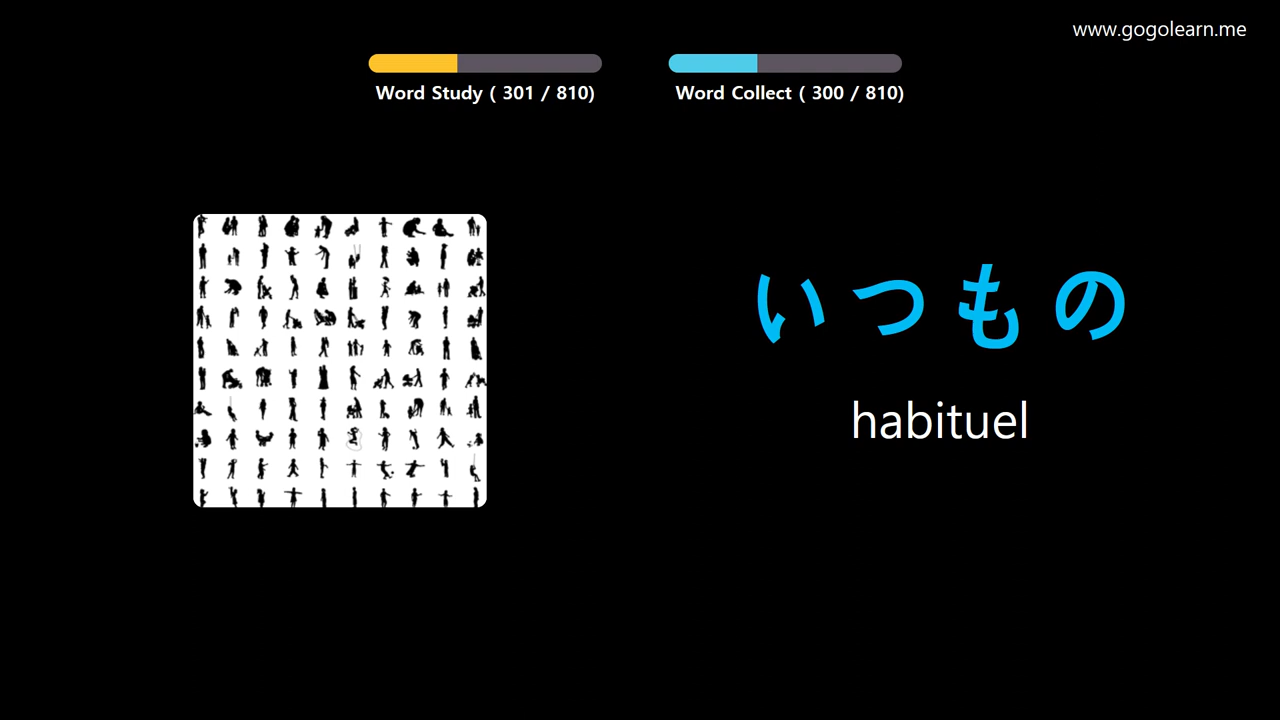 www.gogolearn.me
Word Study ( 301 / 810)
Word Collect ( 300 / 810)
いつもの
habituel